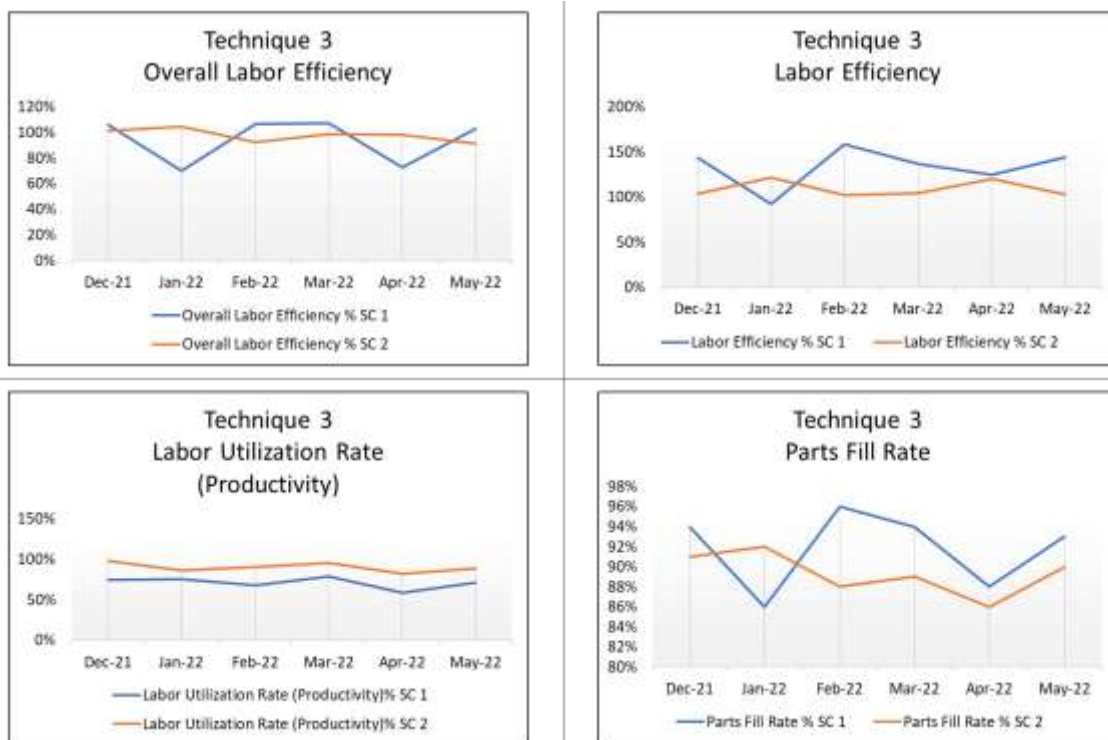 Technique 3
Overall Labor Efficiency
120%
100%
80%
60%
40%
20%
0%
Dec-21 Jan-22 Feb-22 Mar-22 Apr-22 May-22
Overall Labor Efficiency % SC 1
Overall Labor Efficiency % SC 2
Technique 3
Labor Efficiency
200%
150%
100%
50%
0%
Dec-21 Jan-22 Feb-22 Mar-22 Apr-22 May-22
Labor Efficiency % SC 1 Labor Efficiency % SC 2
Technique 3
Labor Utilization Rate
(Productivity)
150%
100%
50%
0%
Dec-21 Jan-22 Feb-22 Mar-22 Apr-22 May-22
Labor Utilization Rate (Productivity)% SC 1
Labor Utilization Rate (Productivity)% SC 2
Technique 3
Parts Fill Rate
98%
96%
94%
92%
90%
88%
86%
84%
82%
80%
Dec-21 Jan-22 Feb-22 Mar-22 Apr-22 May-22
Parts Fill Rate % SC 1 Parts Fill Rate % SC 2